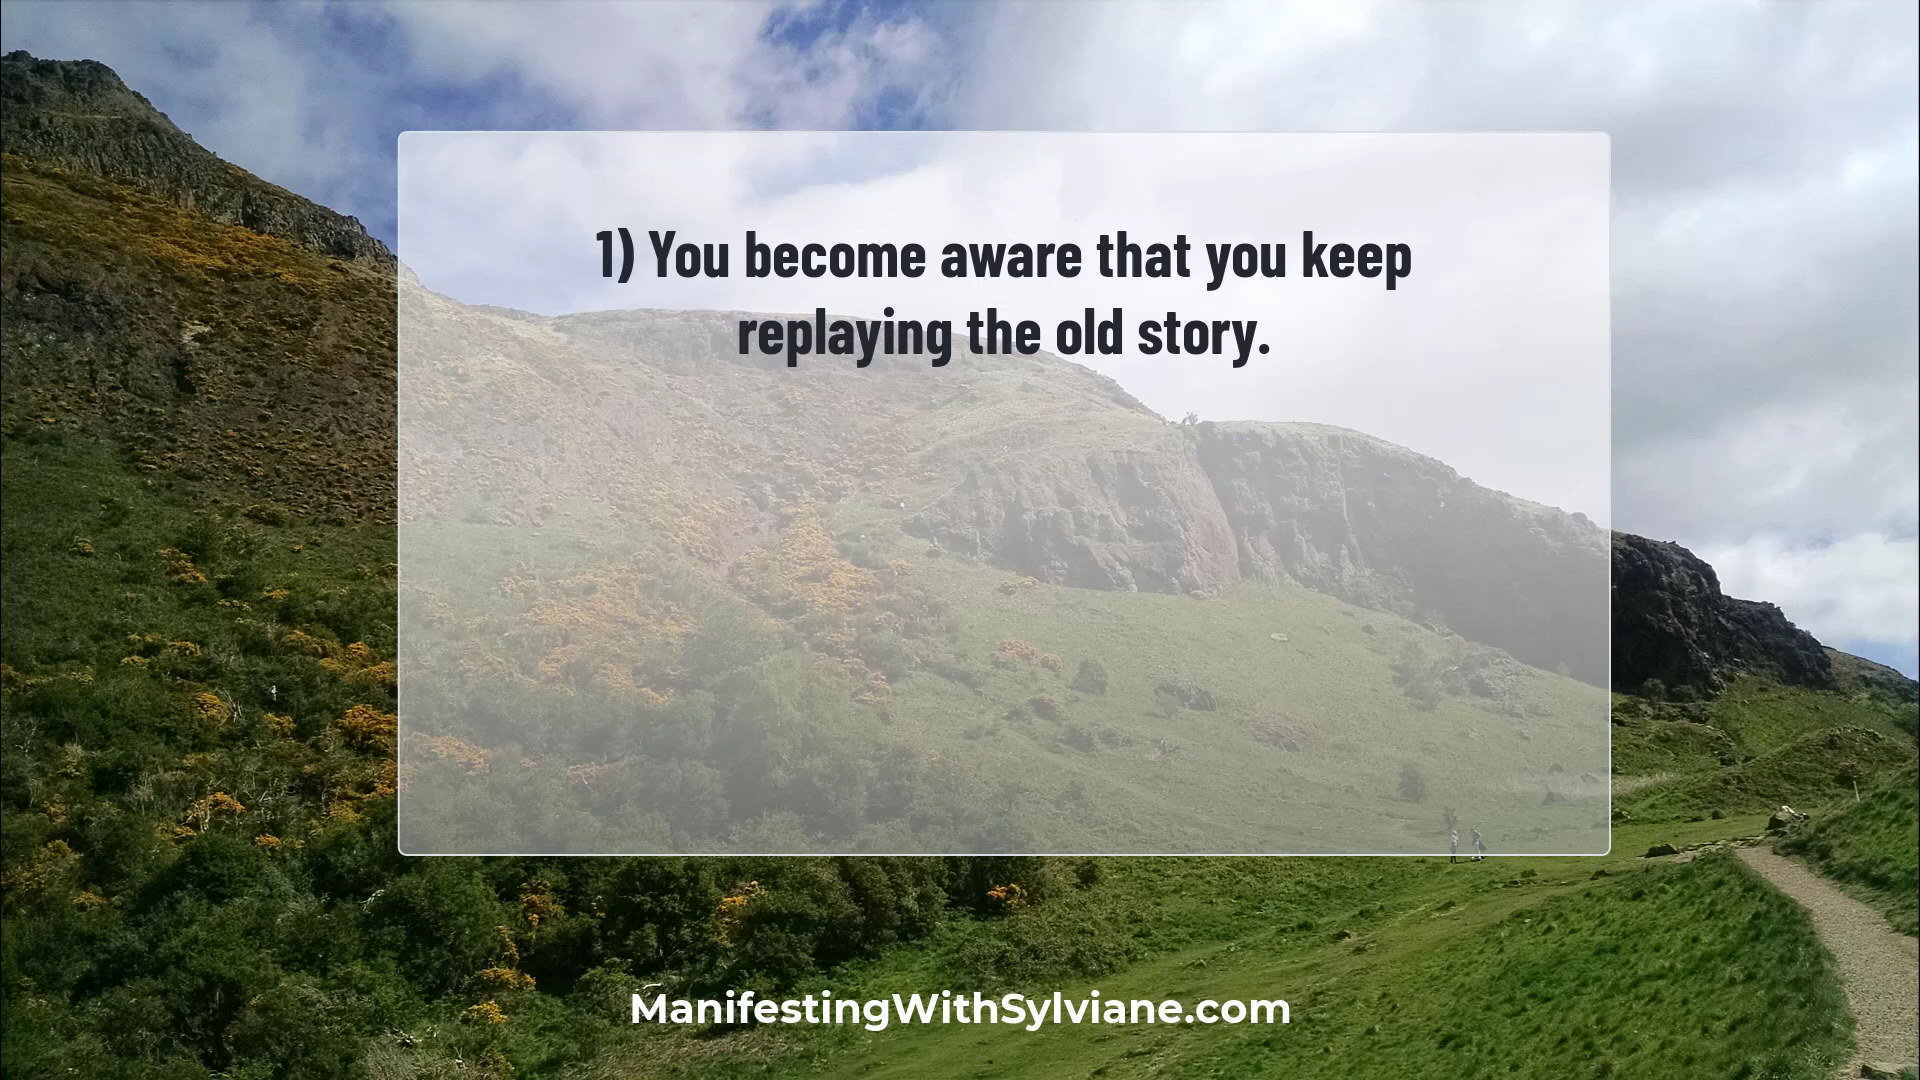 1) You become aware that you keep
replaying the old story.
ManifestingWithSylviane.com